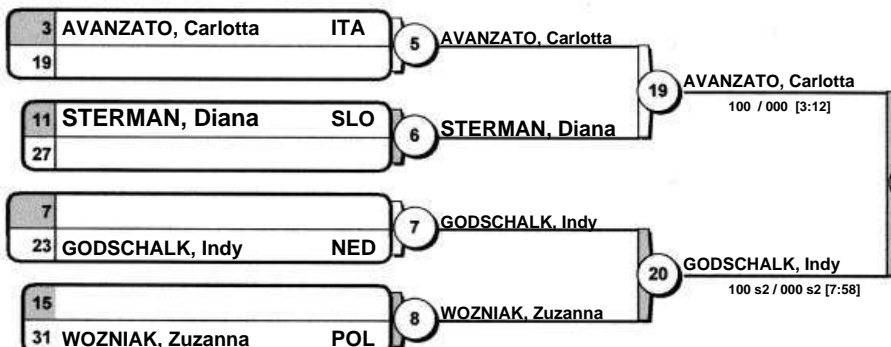 3 AVANZATO, Carlotta ITA
19
5 AVANZATO, Carlotta
19 AVANZATO, Carlotta
100 / 000 [3:12]
11 STERMAN, Diana SLO
27
6 STERMAN, Diana
7
23 GODSCHALK, Indy NED
7 GODSCHALK, Indy
20 GODSCHALK, Indy
100 s2 / 000 s2 [7:58]
15
31 WOZNIAK, Zuzanna POL
8 WOZNIAK, Zuzanna